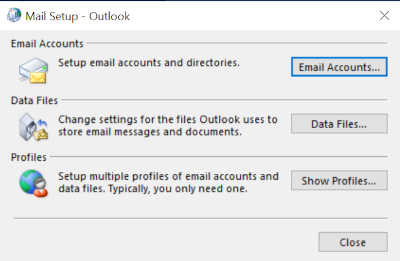 Mail Setup - Outlook
Email Accounts
Setup email accounts and directories.
Email Accounts...
Data Files
Change settings for the files Outlook uses to
store email messages and documents.
Data Files...
Profiles
Setup multiple profiles of email accounts and
data files. Typically, you only need one.
Show Profiles...
Close